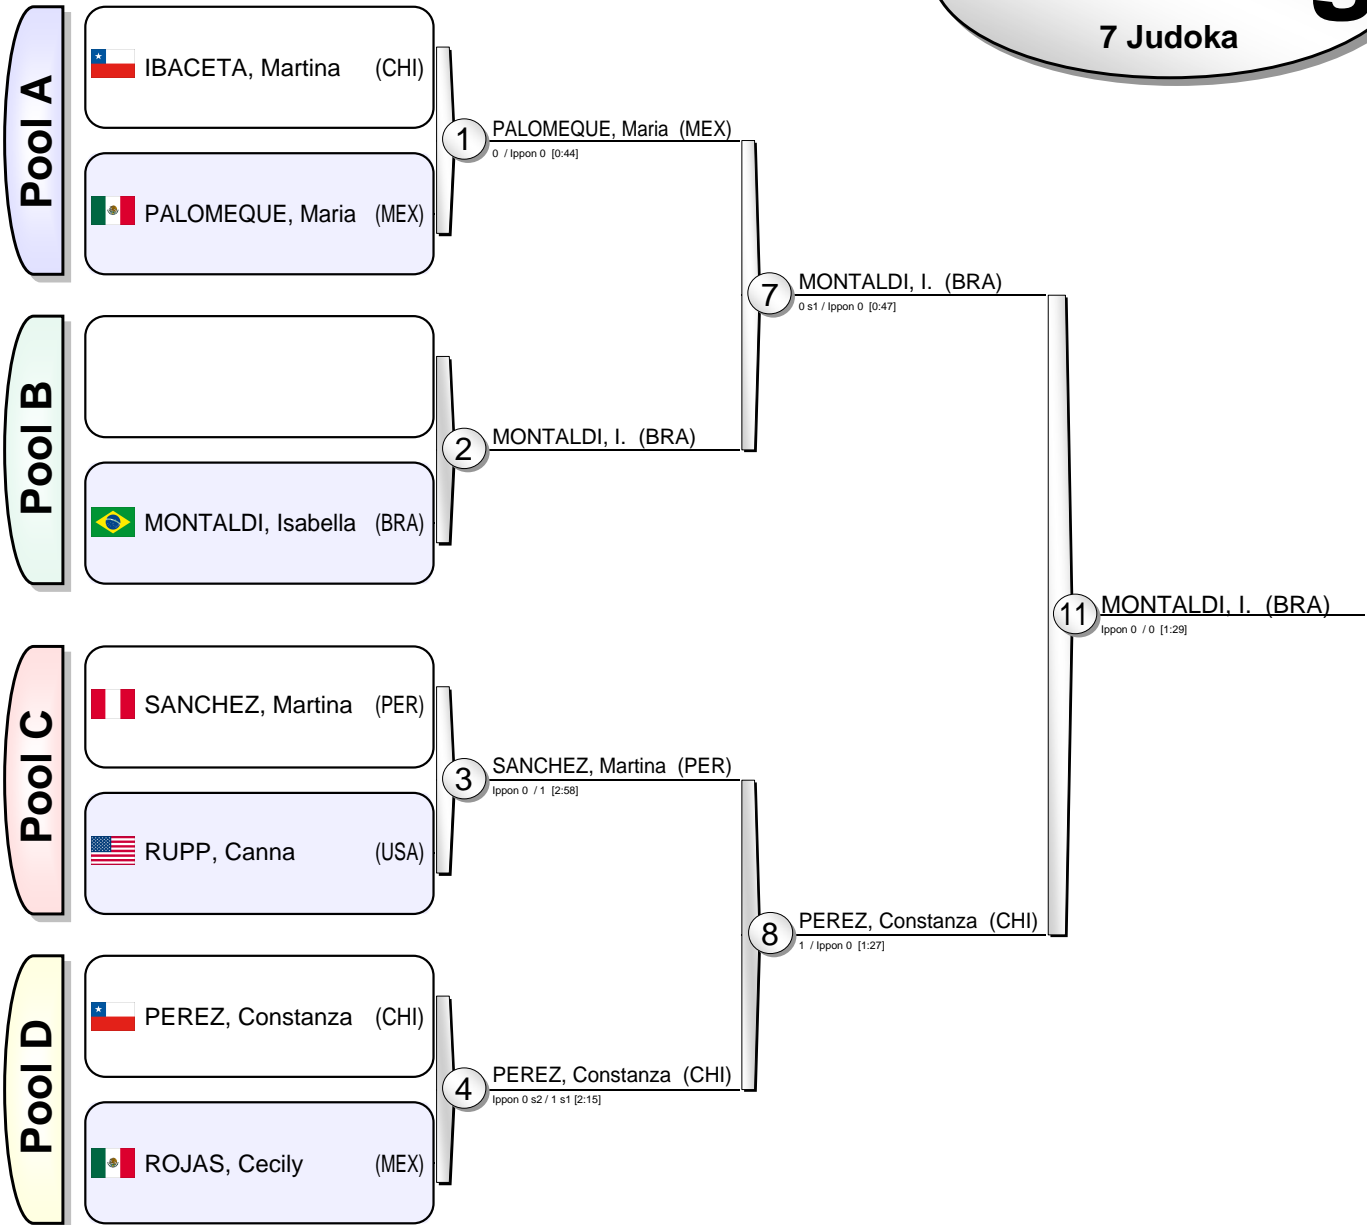 7 Judoka
Pool A
IBACETA, Martina (CHI)
PALOMEQUE, Maria (MEX)
1
PALOMEQUE, Maria (MEX)
0 / Ippon 0 [0:44]
7
MONTALDI, I. (BRA)
0 s1 / Ippon 0 [0:47]
Pool B
MONTALDI, Isabella (BRA)
2
MONTALDI, I. (BRA)
11
MONTALDI, I. (BRA)
Ippon 0 / 0 [1:29]
Pool C
SANCHEZ, Martina (PER)
RUPP, Canna (USA)
3
SANCHEZ, Martina (PER)
Ippon 0 / 1 [2:58]
8
PEREZ, Constanza (CHI)
1 / Ippon 0 [1:27]
Pool D
PEREZ, Constanza (CHI)
ROJAS, Cecily (MEX)
4
PEREZ, Constanza (CHI)
Ippon 0 s2 / 1 s1 [2:15]